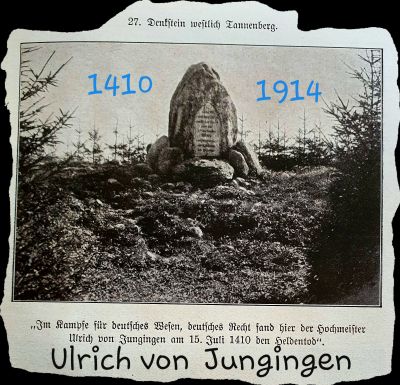 27. Denkstein westlich Tannenberg.
1410 1914
„Im Kampfe für deutsches Wesen, deutsches Recht fand hier der Hochmeister
Ulrich von Jungingen am 15. Juli 1410 den Heldentod“.
Ulrich von Jungingen